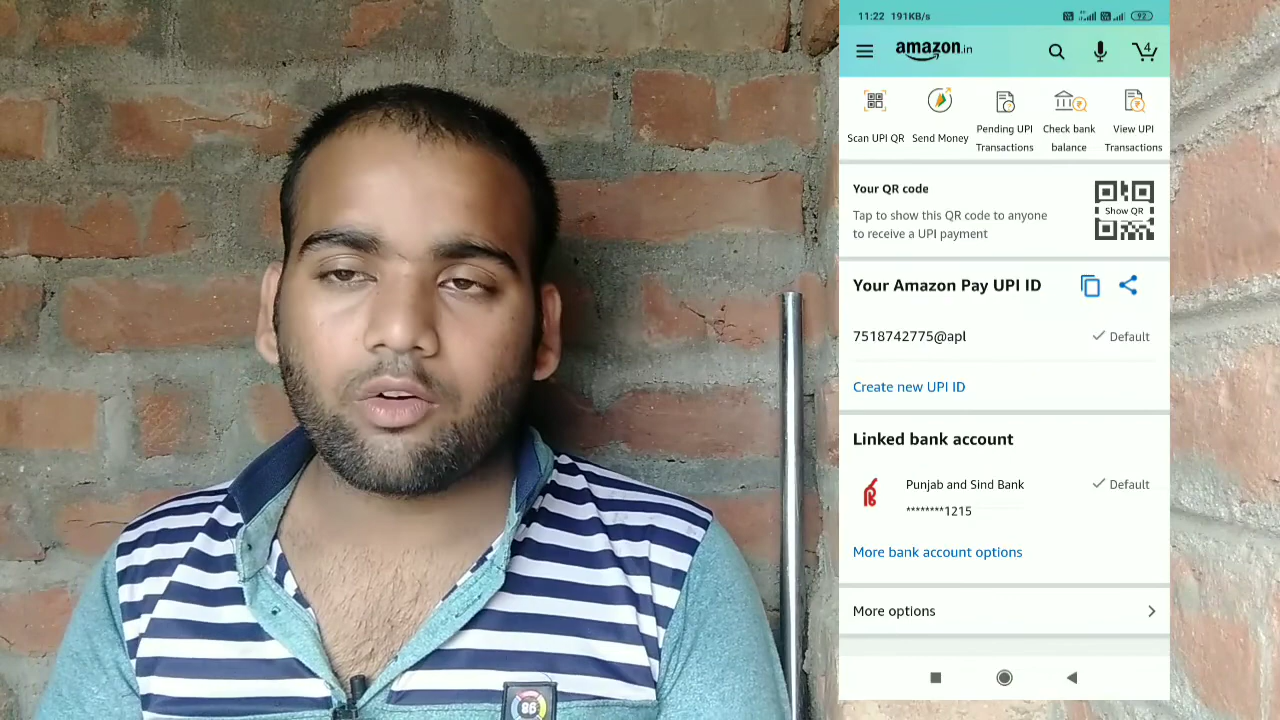 11:22 191KB/s 92
amazon.in 4
Scan UPI QR
Send Money
Pending UPI
Transactions
Check bank
balance
View UPI
Transactions
Your QR code
Tap to show this QR code to anyone
to receive a UPI payment
Show QR
Your Amazon Pay UPI ID
7518742775@apl Default
Create new UPI ID
Linked bank account
Punjab and Sind Bank Default
********1215
More bank account options
More options
98